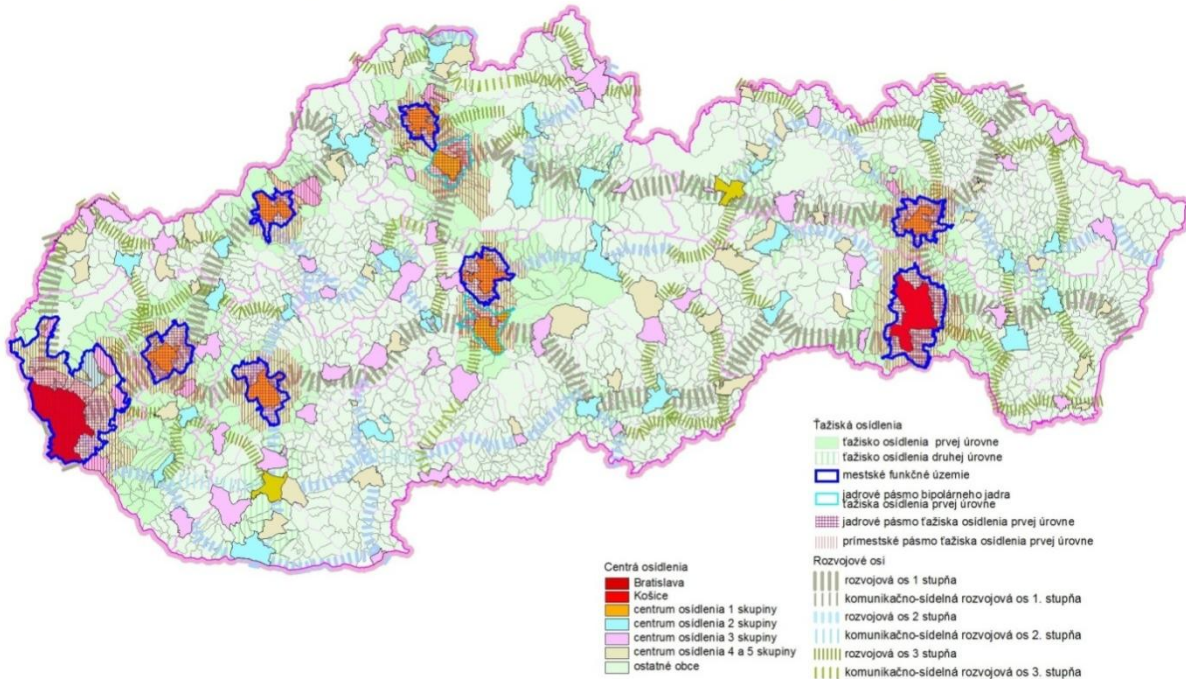 Ťažiská osídlenia
ťažisko osídlenia prvej úrovne
ťažisko osídlenia druhej úrovne
mestské funkčné územie
jadrové pásmo bipolárneho jadra
ťažiska osídlenia prvej úrovne
jadrové pásmo ťažiska osídlenia prvej úrovne
prímestské pásmo ťažiska osídlenia prvej úrovne
Centrá osídlenia
Bratislava
Košice
centrum osídlenia 1 skupiny
centrum osídlenia 2 skupiny
centrum osídlenia 3 skupiny
centrum osídlenia 4 a 5 skupiny
ostatné obce
Rozvojové osi
rozvojová os 1 stupňa
komunikačno-sídelná rozvojová os 1. stupňa
rozvojová os 2 stupňa
komunikačno-sídelná rozvojová os 2. stupňa
rozvojová os 3 stupňa
komunikačno-sídelná rozvojová os 3. stupňa